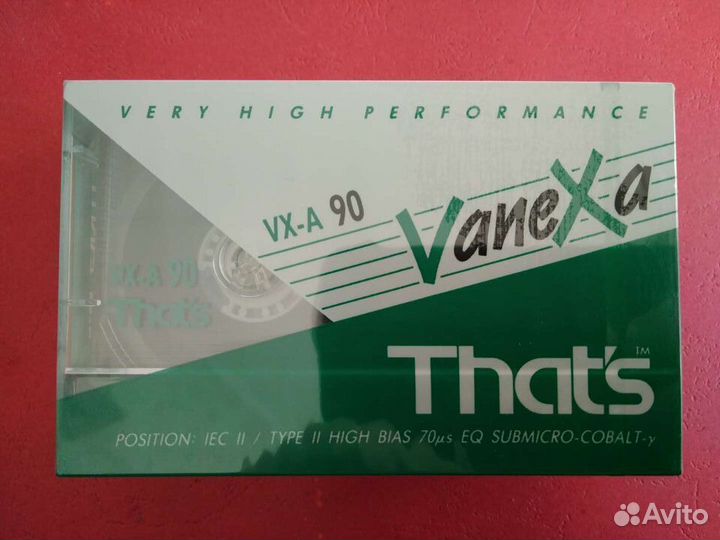 VERY HIGH PERFORMANCE
VX-A 90
VaneXa
VX-A 90
That's
That's™
POSITION: IEC II / TYPE II HIGH BIAS 70μs EQ SUBMICRO-COBALT-γ
Avito